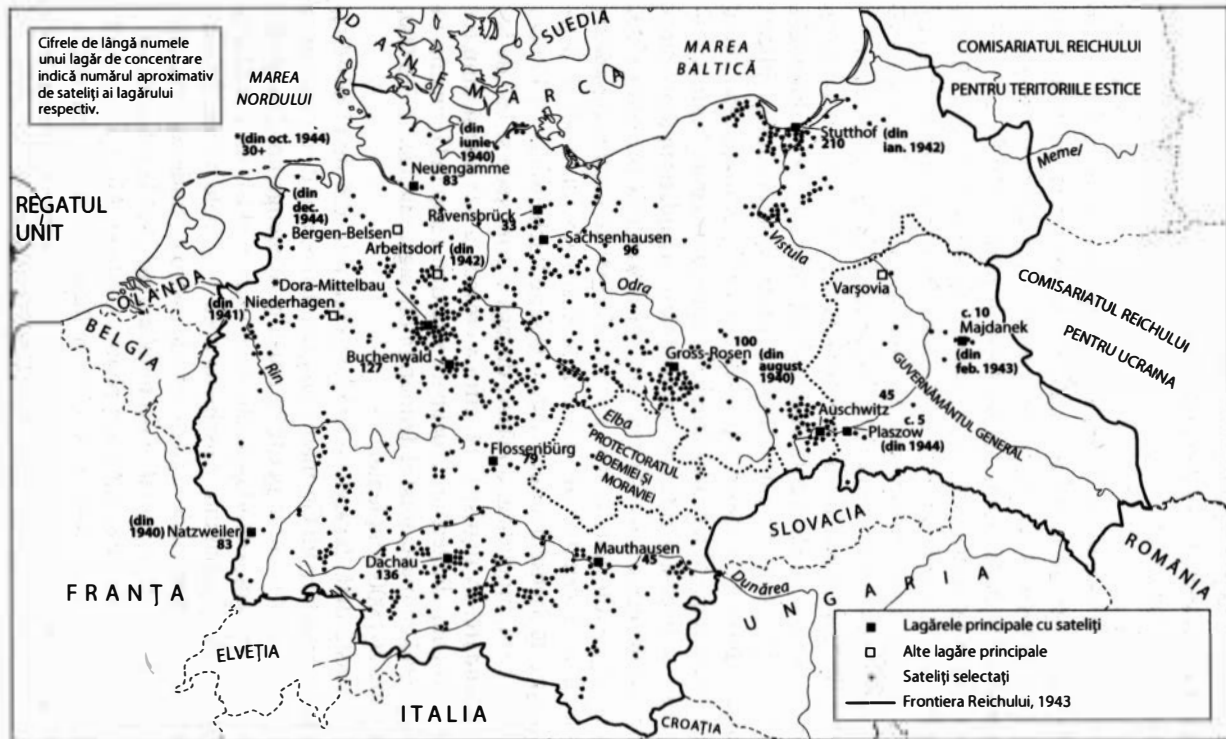 Cifrele de lângă numele
unui lagăr de concentrare
indică numărul aproximativ
de sateliți ai lagărului
respectiv.
MAREA
NORDULUI
DANEMARCA
SUEDIA
MAREA
BALTICĂ
COMISARIATUL REICHULUI
PENTRU TERITORIILE ESTICE
*(din oct. 1944)
30+
(din
iunie
1940)
Neuengamme
83
Stutthof
210
(din
ian. 1942)
Memel
REGATUL
UNIT
(din
dec.
1944)
Bergen-Belsen
Ravensbrück
33
Arbeitsdorf
(din
1942)
Sachsenhausen
96
Vistula
OLANDA
Dora-Mittelbau
(din
1941)
Niederhagen
Odra
Varșovia
COMISARIATUL REICHULUI
PENTRU UCRAINA
BELGIA
Rin
Buchenwald
127
100
Gross-Rosen
(din
august
1940)
c. 10
Majdanek
(din
feb. 1943)
GUVERNĂMÂNTUL GENERAL
Elba
45
Auschwitz
c. 5
Plaszow
(din 1944)
Flossenbürg
79
PROTECTORATUL
BOEMIEI ȘI
MORAVIEI
(din
1940)
Natzweiler
83
SLOVACIA
ROMÂNIA
Dachau
136
Mauthausen
45
Dunărea
UNGARIA
FRANȚA
ELVEȚIA
ITALIA
CROAȚIA
Lagărele principale cu sateliți
Alte lagăre principale
Sateliți selectați
Frontiera Reichului, 1943